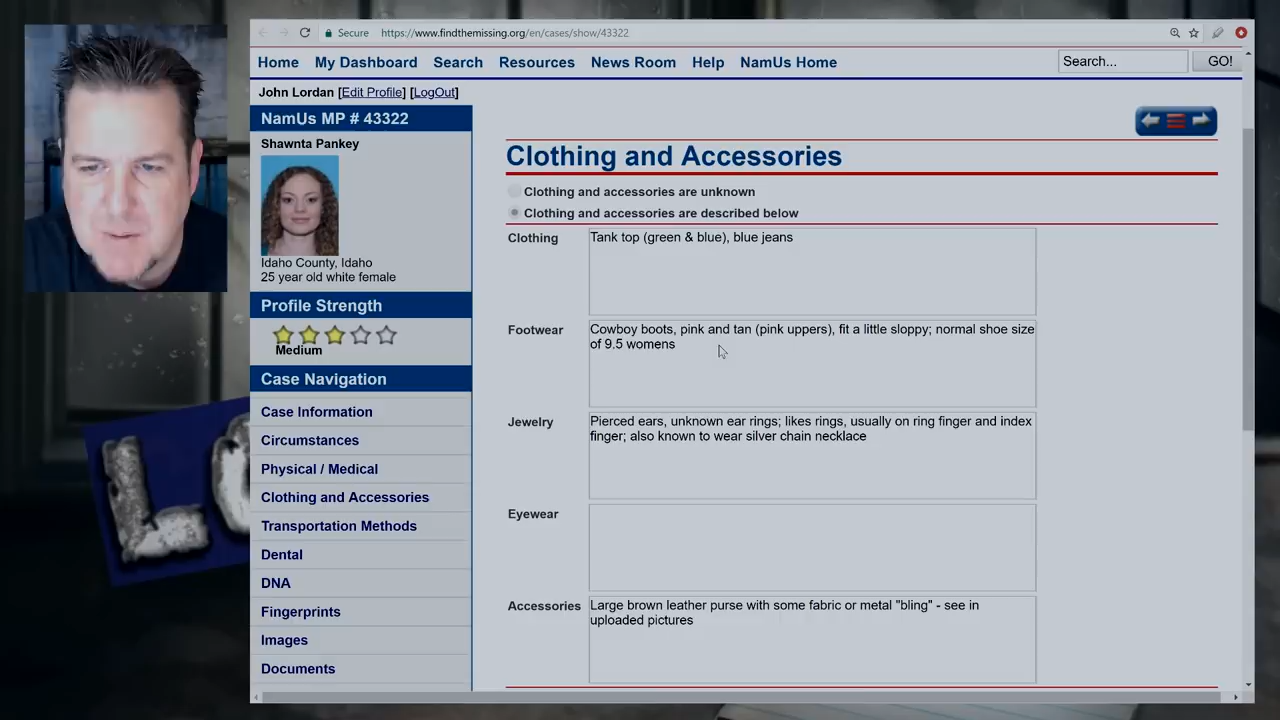 Secure https://www.findthemissing.org/en/cases/show/43322
Home My Dashboard Search Resources News Room Help NamUs Home
Search... GO!
John Lordan [Edit Profile] [LogOut]
NamUs MP # 43322
Shawnta Pankey
Idaho County, Idaho
25 year old white female
Profile Strength
Medium
Case Navigation
Case Information
Circumstances
Physical / Medical
Clothing and Accessories
Transportation Methods
Dental
DNA
Fingerprints
Images
Documents
Clothing and Accessories
Clothing and accessories are unknown
Clothing and accessories are described below
Clothing
Tank top (green & blue), blue jeans
Footwear
Cowboy boots, pink and tan (pink uppers), fit a little sloppy; normal shoe size
of 9.5 womens
Jewelry
Pierced ears, unknown ear rings; likes rings, usually on ring finger and index
finger; also known to wear silver chain necklace
Eyewear
Accessories
Large brown leather purse with some fabric or metal "bling" - see in
uploaded pictures